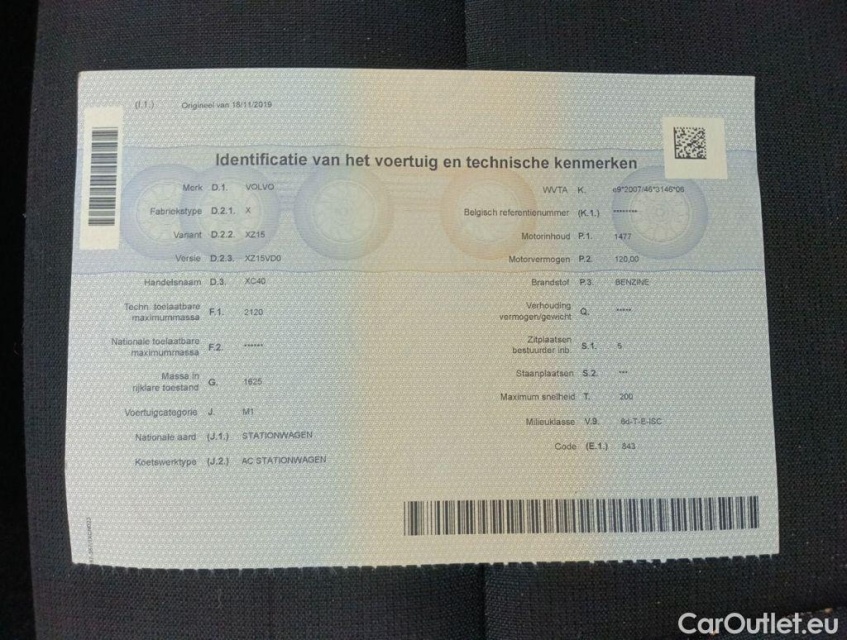 (I.1.) Origineel van 18/11/2019
Identificatie van het voertuig en technische kenmerken
Merk D.1. VOLVO
Fabriekstype D.2.1. X
Variant D.2.2. XZ15
Versie D.2.3. XZ15VD0
Handelsnaam D.3. XC40
Techn. toelaatbare
maximummassa F.1. 2120
Nationale toelaatbare
maximummassa F.2. ******
Massa in
rijklare toestand G. 1625
Voertuigcategorie J. M1
Nationale aard (J.1.) STATIONWAGEN
Koetswerktype (J.2.) AC STATIONWAGEN
WVTA K. e9*2007/46*3146*08
Belgisch referentienummer (K.1.) ********
Motorinhoud P.1. 1477
Motorvermogen P.2. 120,00
Brandstof P.3. BENZINE
Verhouding
vermogen/gewicht Q. *****
Zitplaatsen
bestuurder inb. S.1. 5
Staanplaatsen S.2. ***
Maximum snelheid T. 200
Milieuklasse V.9. 6d-T-E-ISC
Code (E.1.) 843
CarOutlet.eu